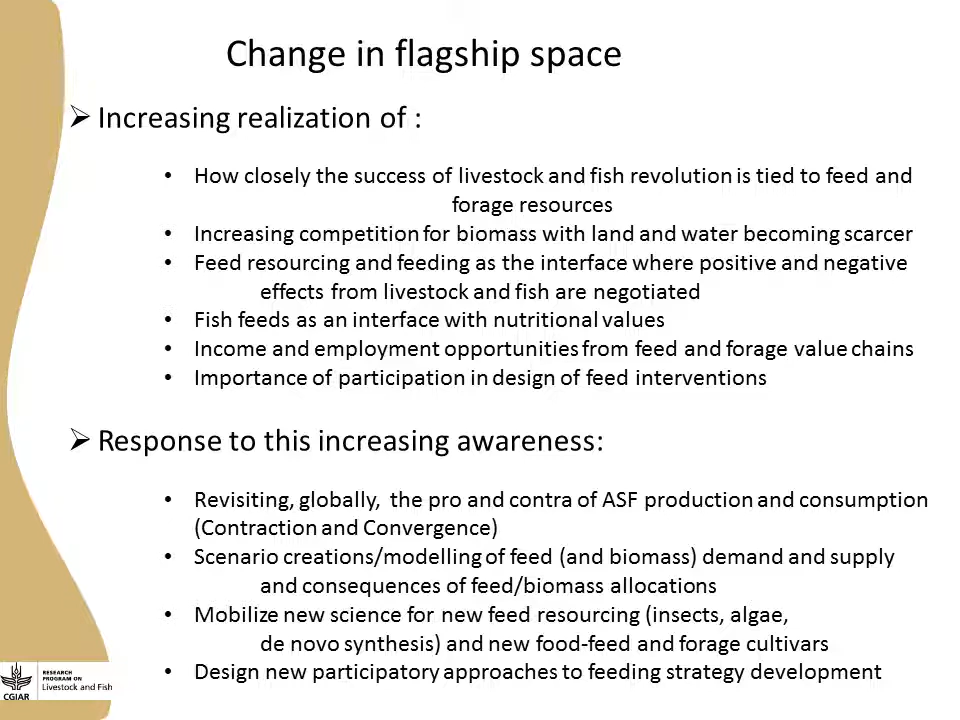 Change in flagship space
➢ Increasing realization of :
• How closely the success of livestock and fish revolution is tied to feed and
forage resources
• Increasing competition for biomass with land and water becoming scarcer
• Feed resourcing and feeding as the interface where positive and negative
effects from livestock and fish are negotiated
• Fish feeds as an interface with nutritional values
• Income and employment opportunities from feed and forage value chains
• Importance of participation in design of feed interventions
➢ Response to this increasing awareness:
• Revisiting, globally, the pro and contra of ASF production and consumption
(Contraction and Convergence)
• Scenario creations/modelling of feed (and biomass) demand and supply
and consequences of feed/biomass allocations
• Mobilize new science for new feed resourcing (insects, algae,
de novo synthesis) and new food-feed and forage cultivars
• Design new participatory approaches to feeding strategy development
RESEARCH
PROGRAM ON
Livestock and Fish
CGIAR